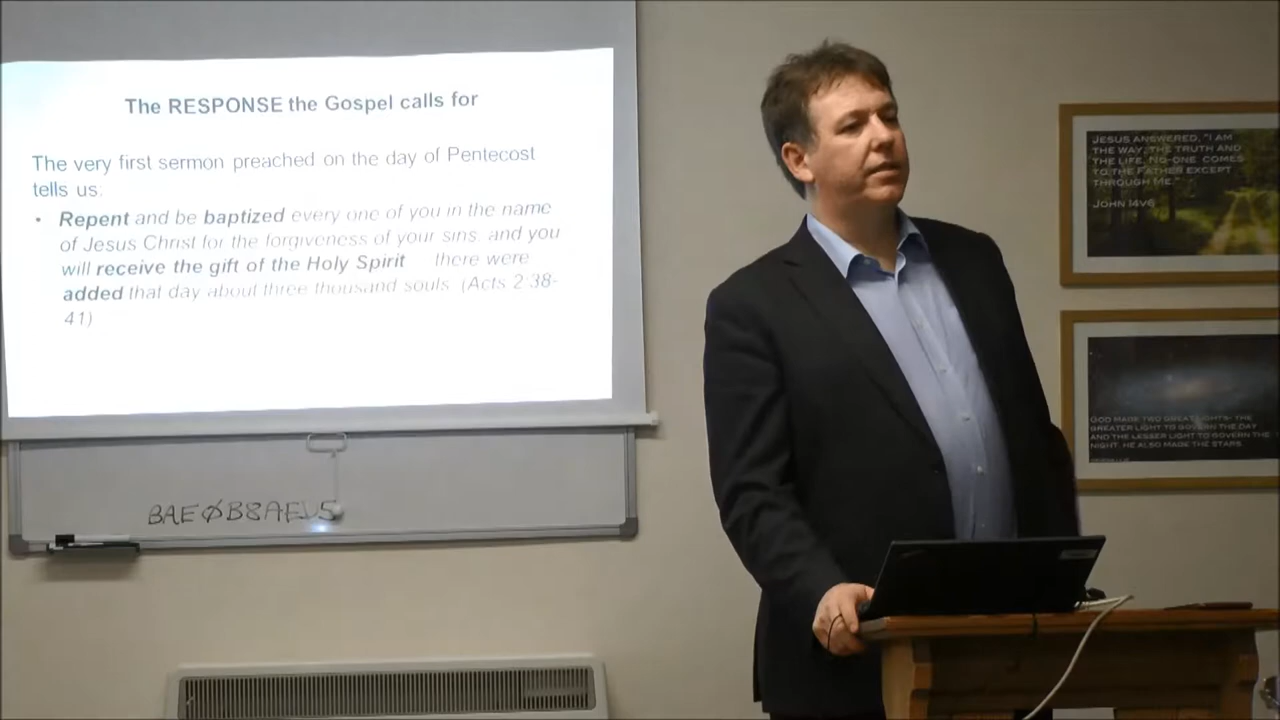 The RESPONSE the Gospel calls for
The very first sermon preached on the day of Pentecost
tells us:
• Repent and be baptized every one of you in the name
of Jesus Christ for the forgiveness of your sins, and you
will receive the gift of the Holy Spirit there were
added that day about three thousand souls. (Acts 2:38-
41)
JESUS ANSWERED, "I AM
THE WAY, THE TRUTH AND
THE LIFE. NO-ONE COMES
TO THE FATHER EXCEPT
THROUGH ME."
JOHN 14V6
GOD MADE TWO GREAT LIGHTS- THE
GREATER LIGHT TO GOVERN THE DAY
AND THE LESSER LIGHT TO GOVERN THE
NIGHT. HE ALSO MADE THE STARS.